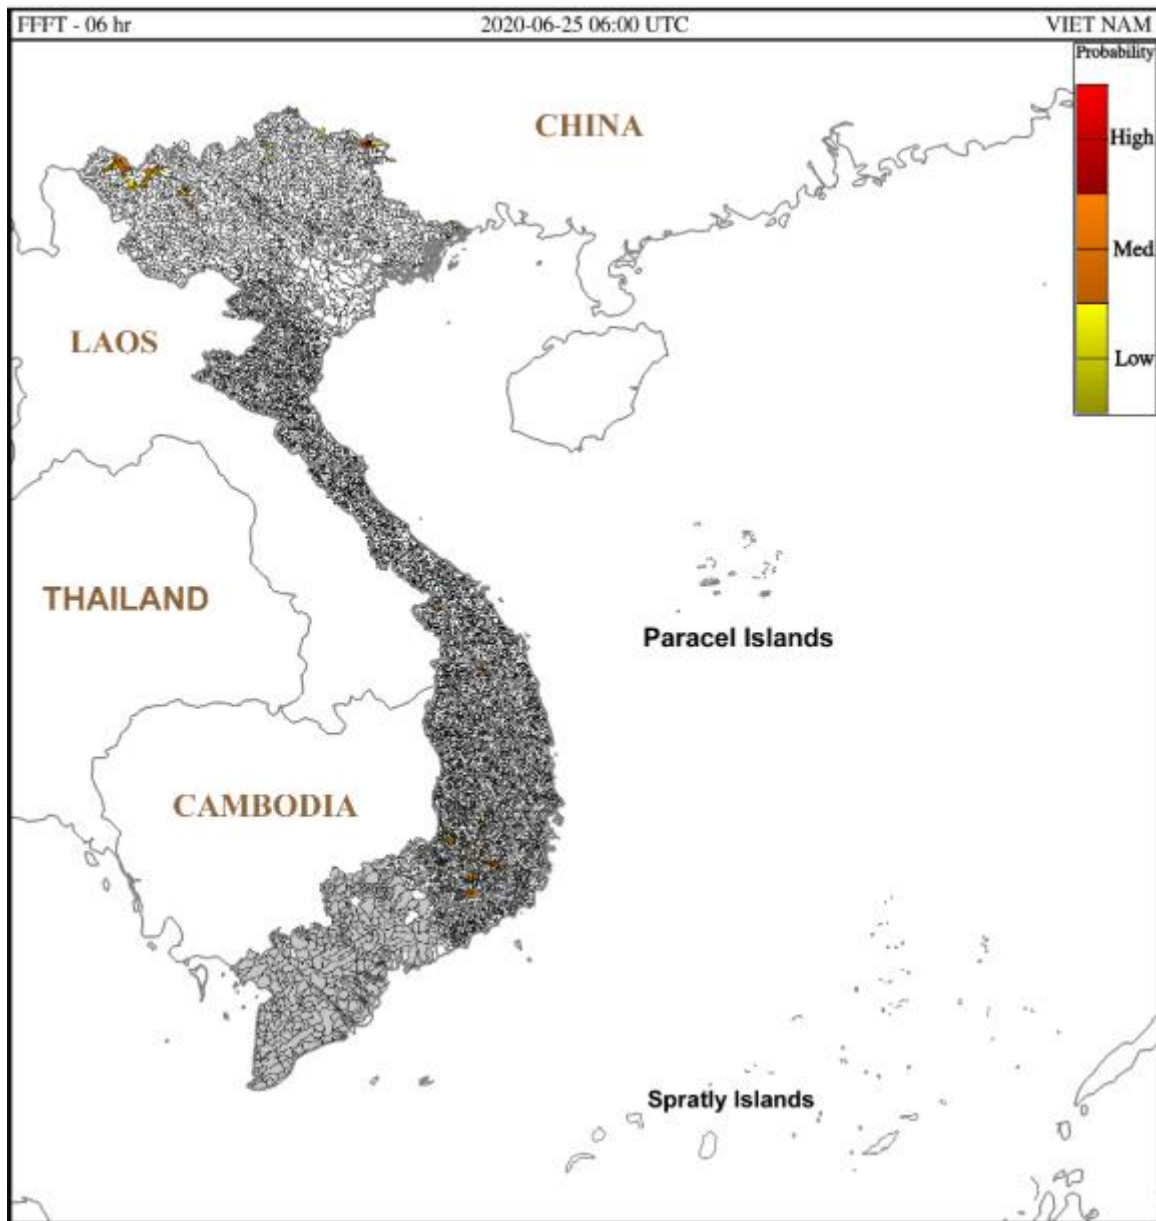 FFFT - 06 hr 2020-06-25 06:00 UTC VIET NAM
Probability
CHINA
High
Med
LAOS
Low
THAILAND
Paracel Islands
CAMBODIA
Spratly Islands